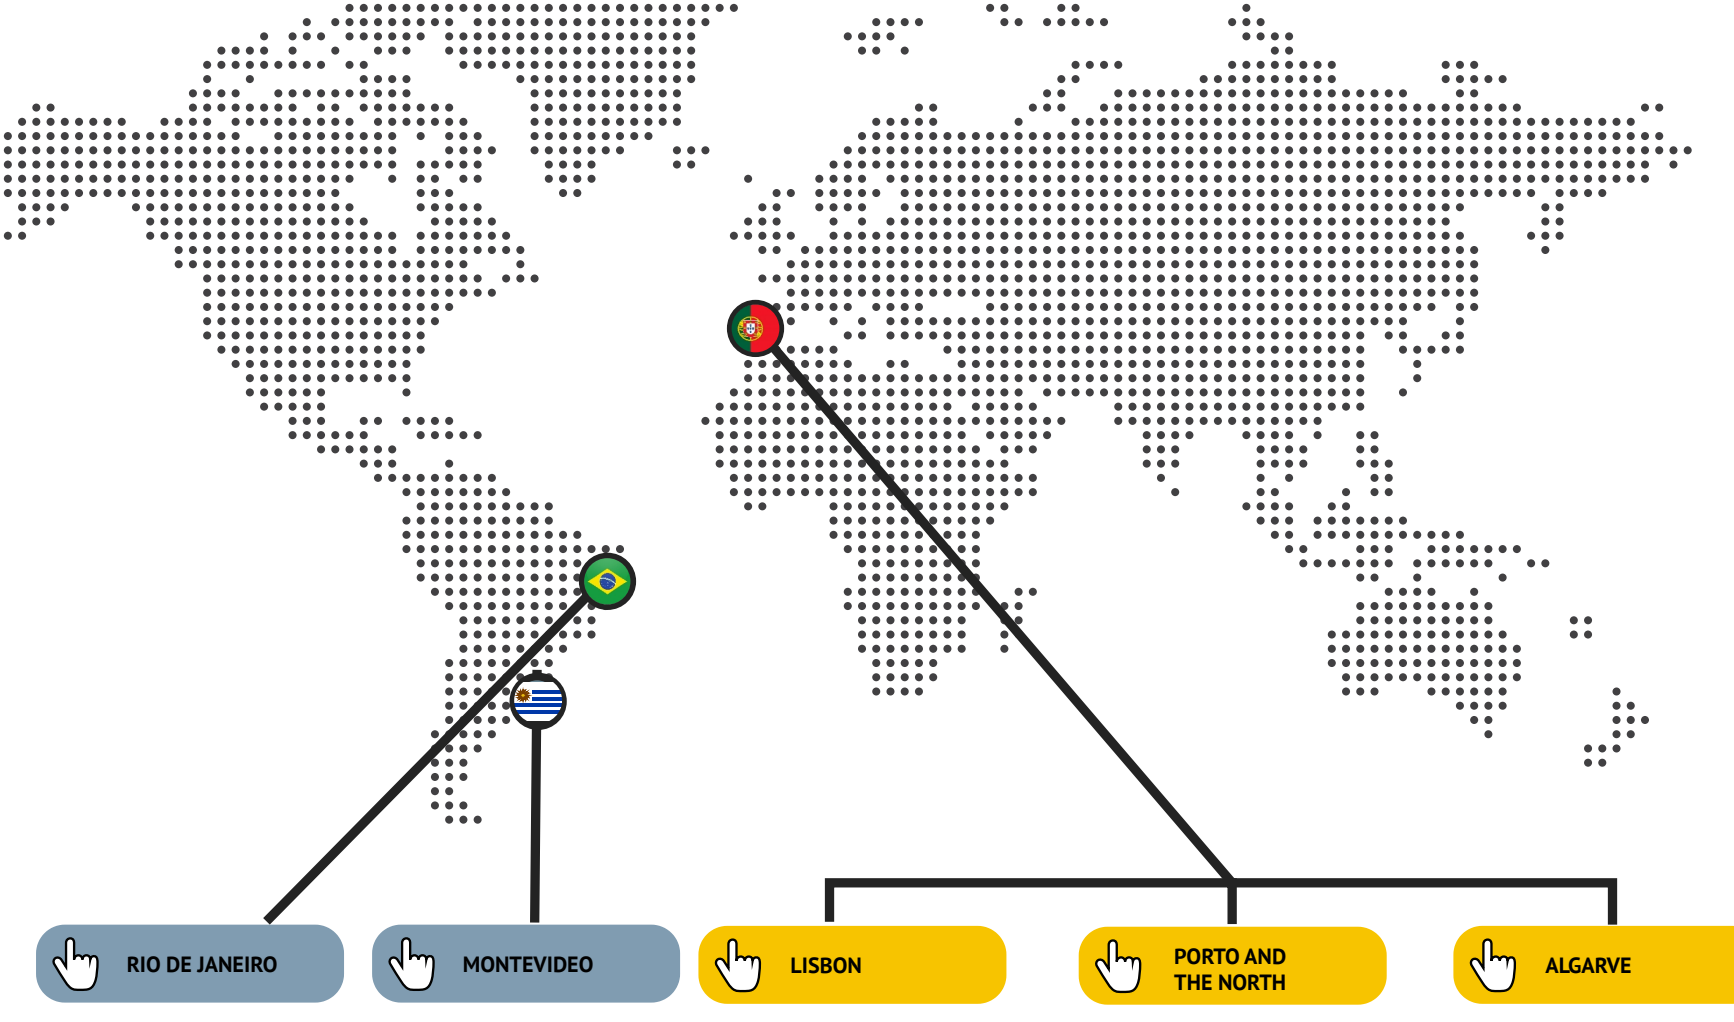 RIO DE JANEIRO
MONTEVIDEO
LISBON
PORTO AND
THE NORTH
ALGARVE